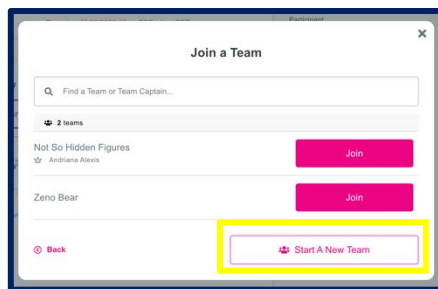 Participant
Join a Team
Find a Team or Team Captain...
2 teams
Not So Hidden Figures
Join
Andriana Alexis
Zeno Bear
Join
Back
Start A New Team